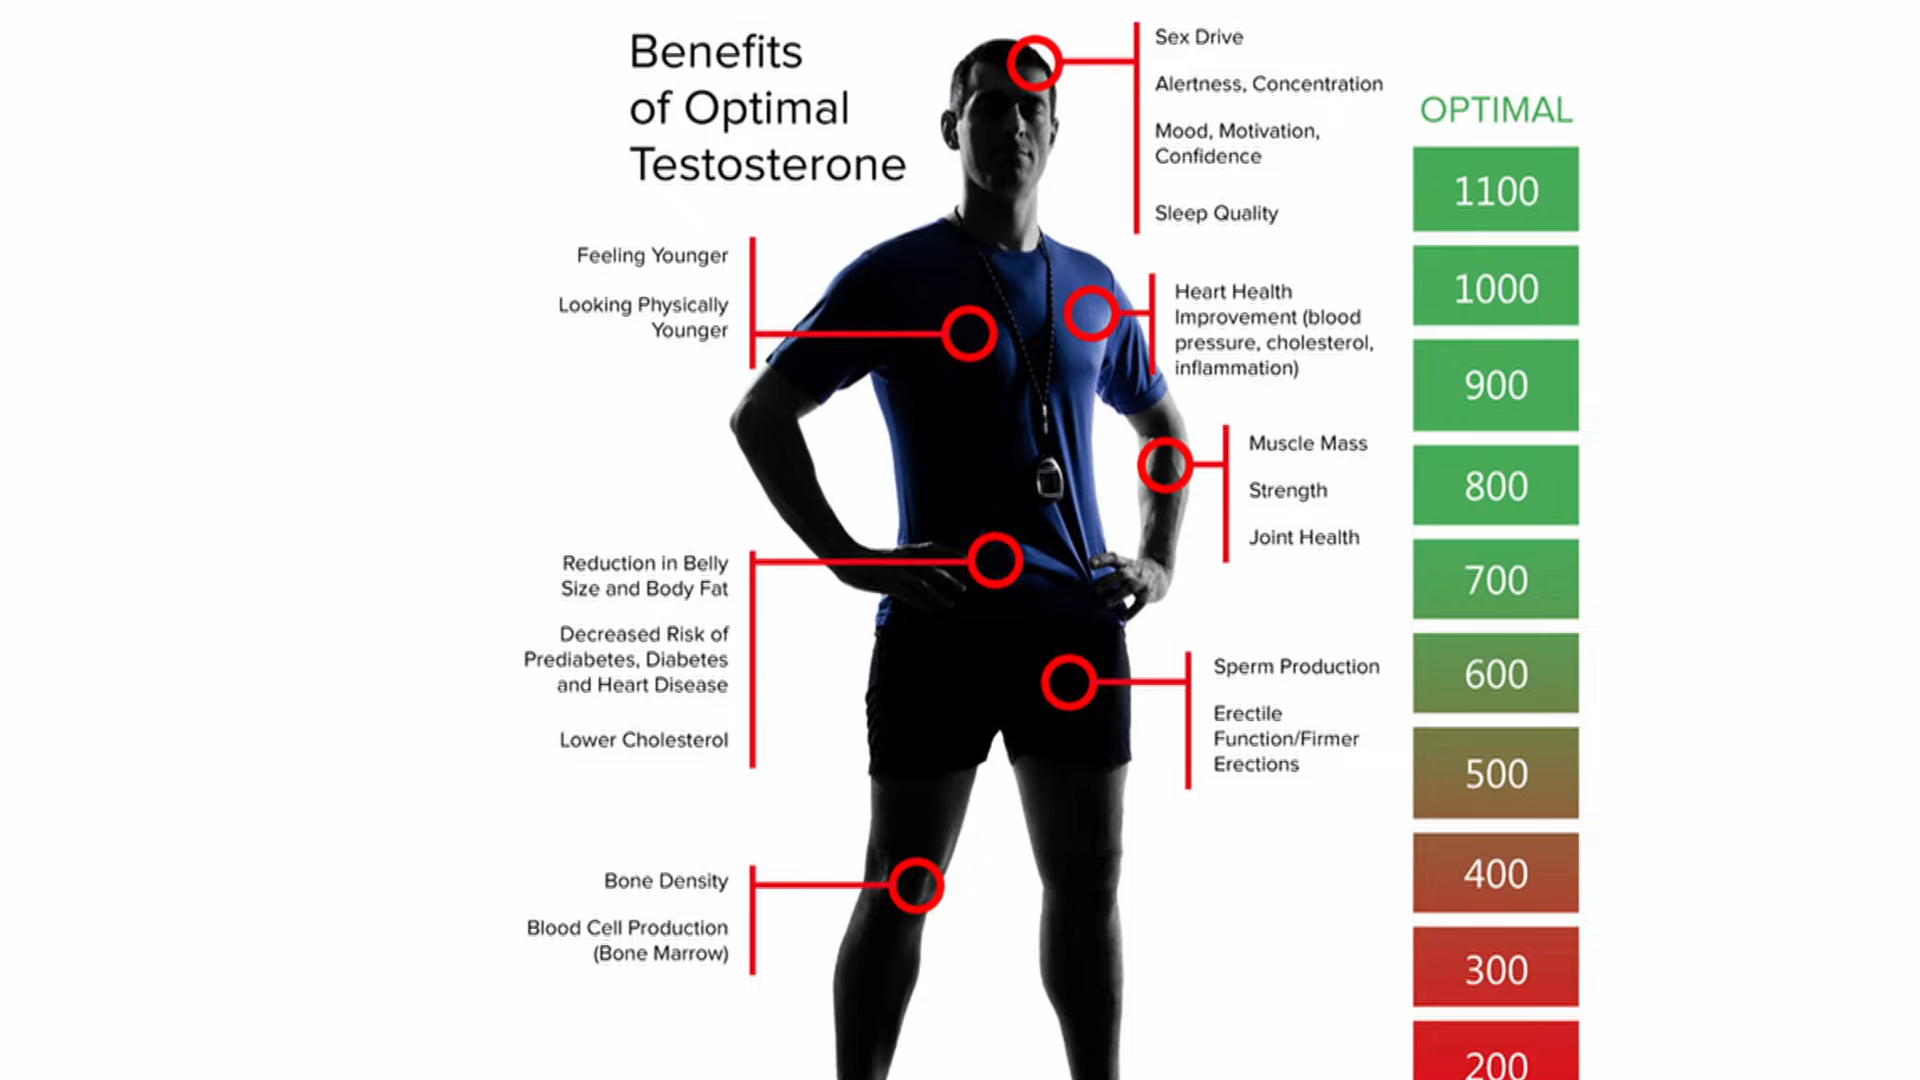 Benefits
of Optimal
Testosterone
Feeling Younger
Looking Physically
Younger
Reduction in Belly
Size and Body Fat
Decreased Risk of
Prediabetes, Diabetes
and Heart Disease
Lower Cholesterol
Bone Density
Blood Cell Production
(Bone Marrow)
Sex Drive
Alertness, Concentration
Mood, Motivation,
Confidence
Sleep Quality
Heart Health
Improvement (blood
pressure, cholesterol,
inflammation)
Muscle Mass
Strength
Joint Health
Sperm Production
Erectile
Function/Firmer
Erections
OPTIMAL
1100
1000
900
800
700
600
500
400
300
200